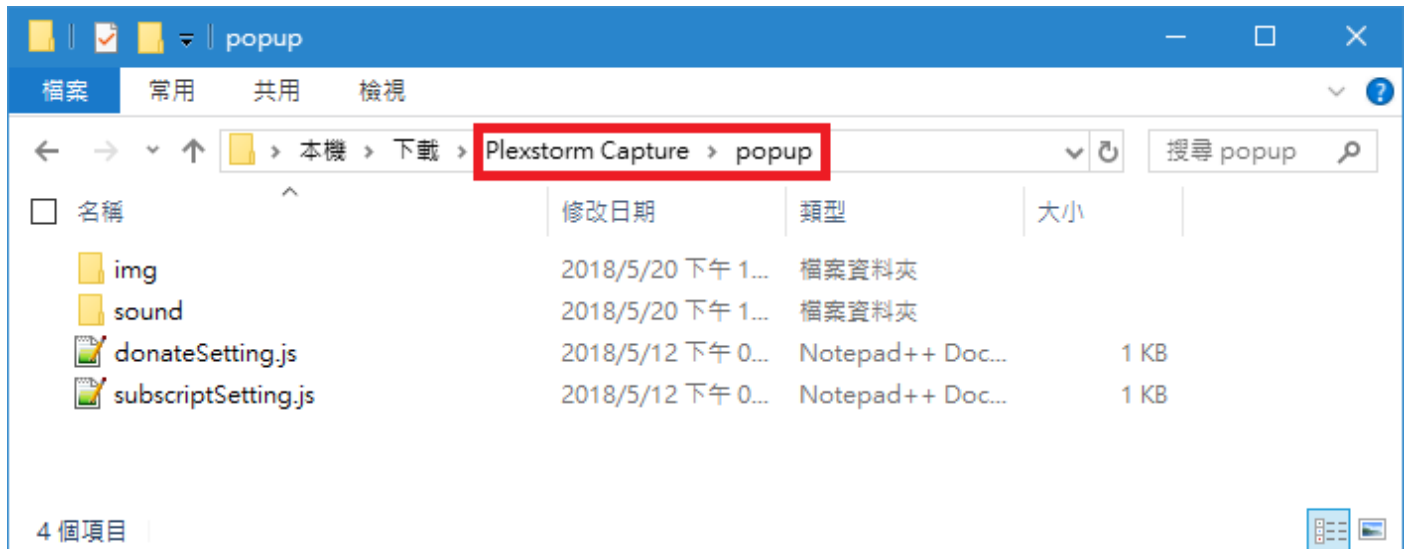 popup
檔案 常用 共用 檢視
本機 > 下載 > Plexstorm Capture > popup 搜尋 popup
名稱 修改日期 類型 大小
img 2018/5/20 下午 1... 檔案資料夾
sound 2018/5/20 下午 1... 檔案資料夾
donateSetting.js 2018/5/12 下午 0... Notepad++ Doc... 1 KB
subscriptSetting.js 2018/5/12 下午 0... Notepad++ Doc... 1 KB
4 個項目